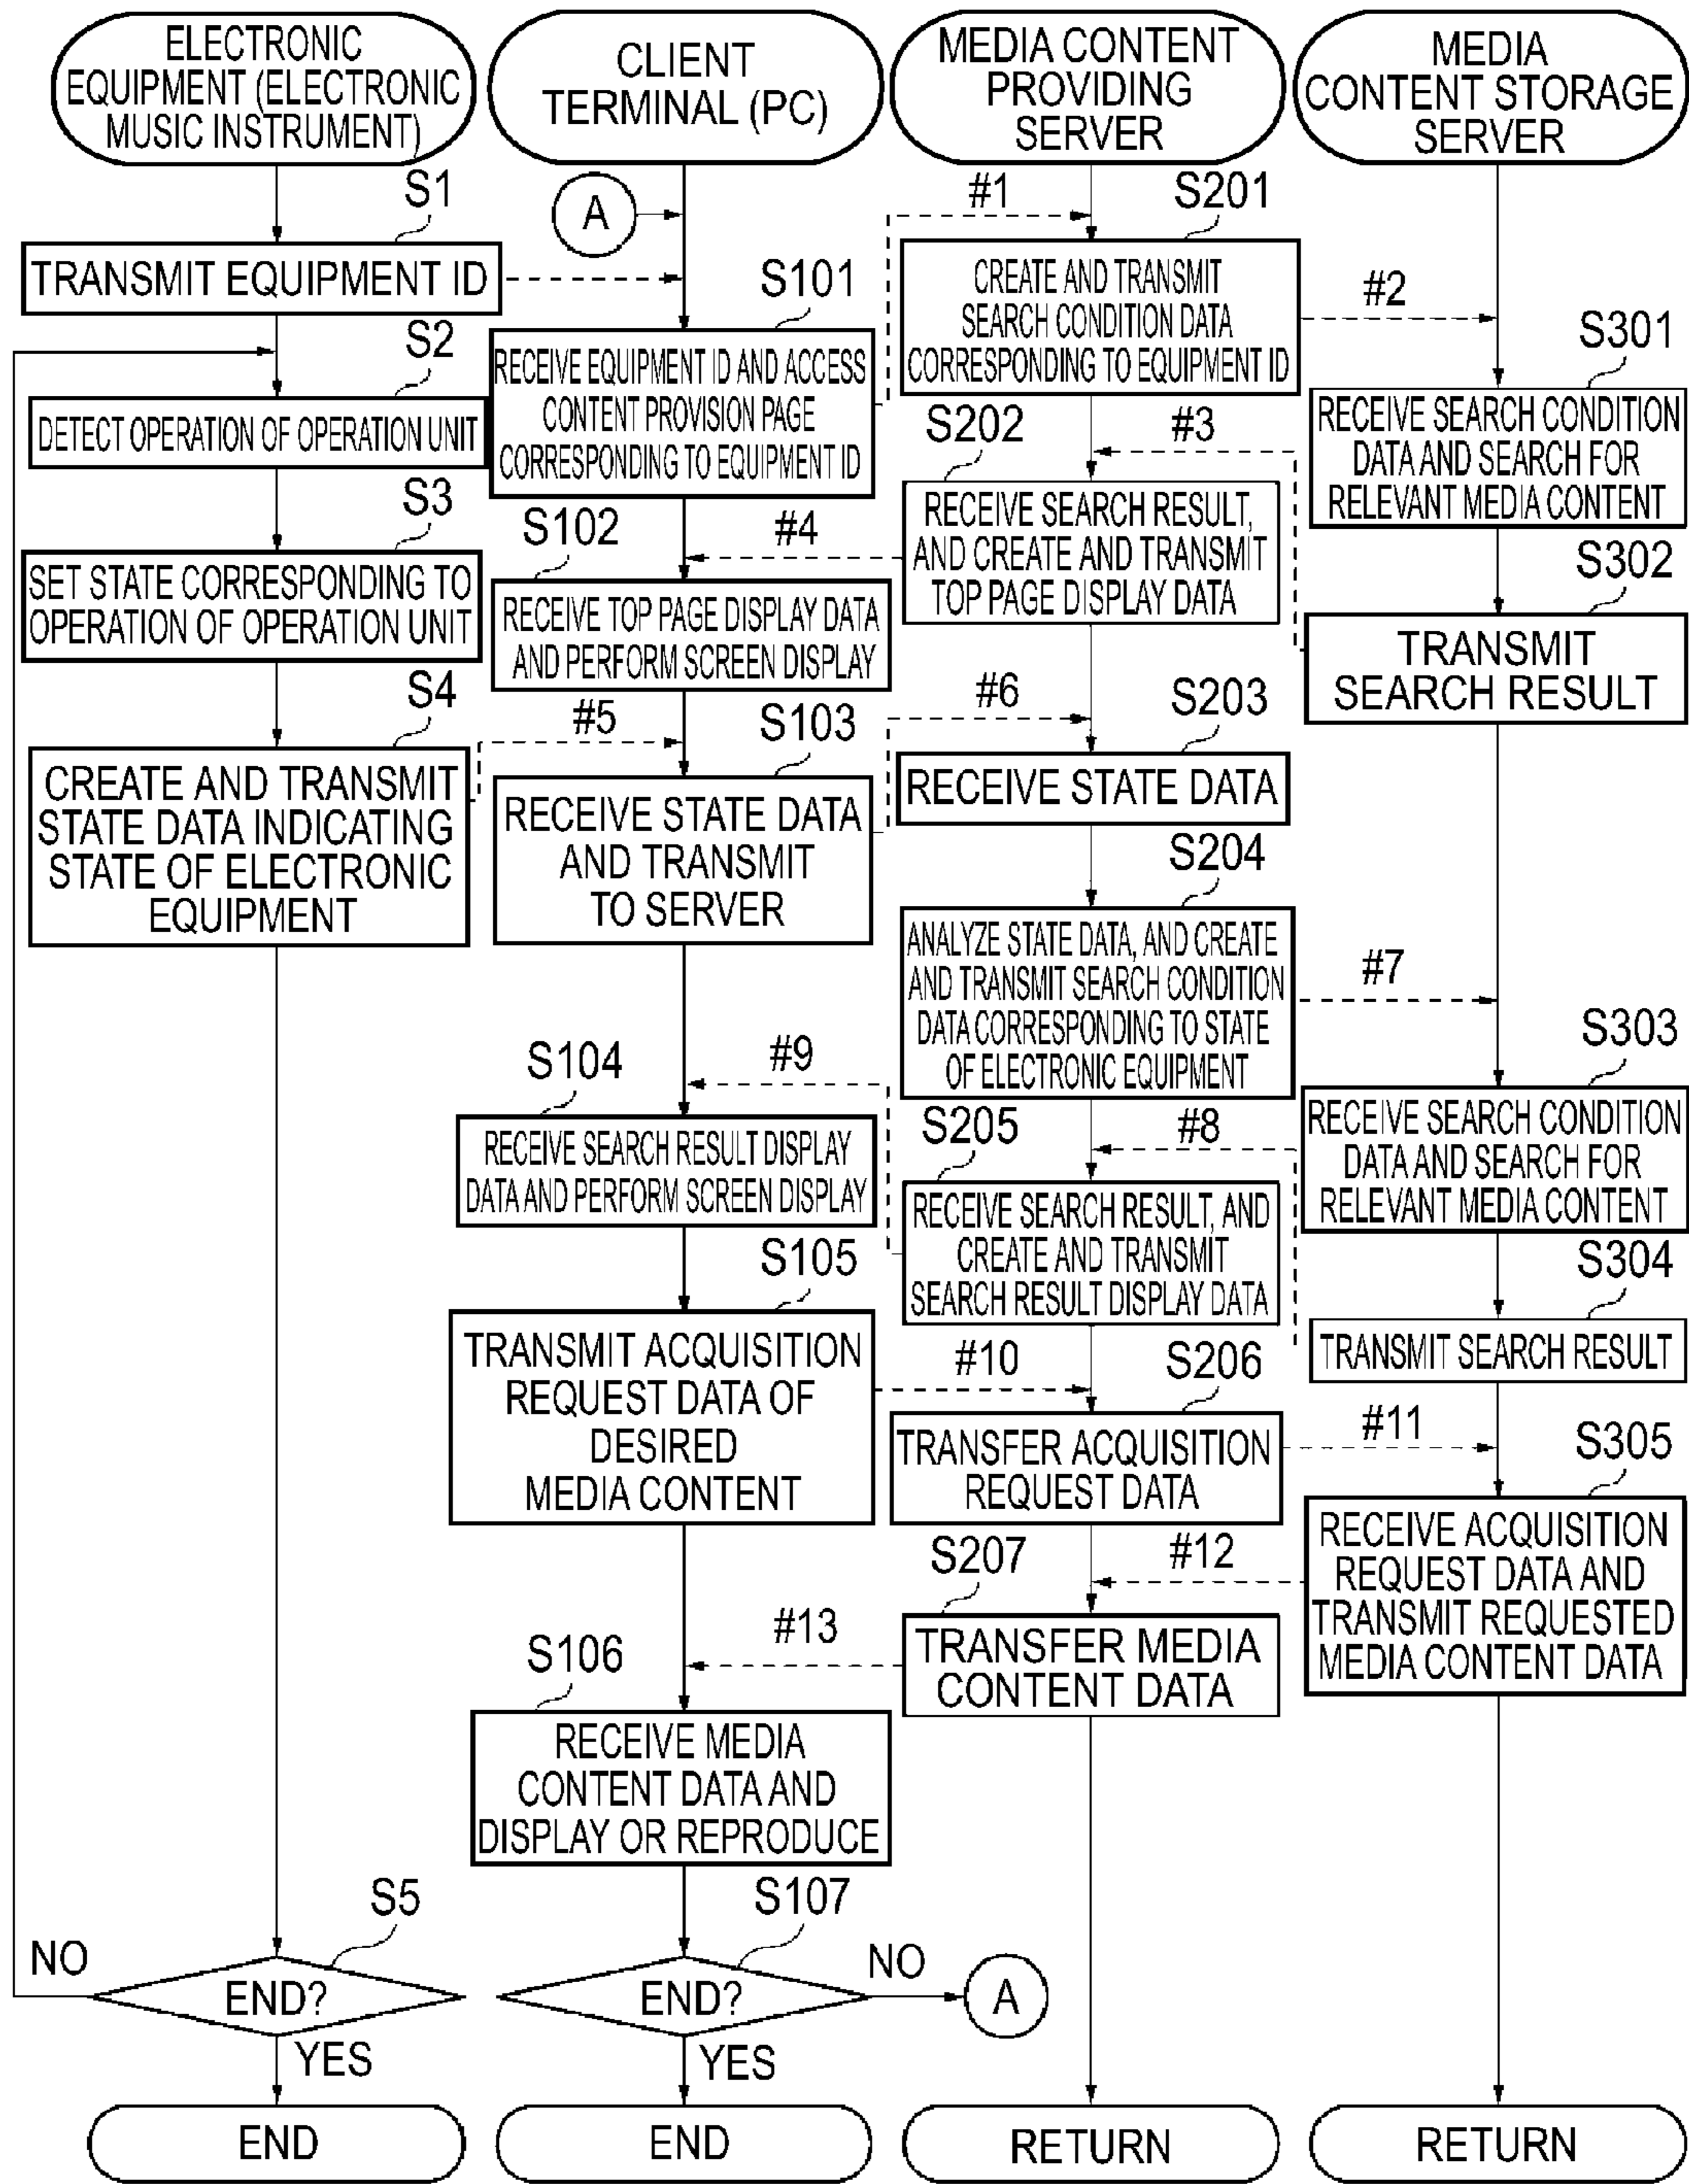 ELECTRONIC
EQUIPMENT (ELECTRONIC
MUSIC INSTRUMENT)
S1
TRANSMIT EQUIPMENT ID
S2
DETECT OPERATION OF OPERATION UNIT
S3
SET STATE CORRESPONDING TO
OPERATION OF OPERATION UNIT
S4
CREATE AND TRANSMIT
STATE DATA INDICATING
STATE OF ELECTRONIC
EQUIPMENT
S5
NO
END?
YES
END
CLIENT
TERMINAL (PC)
A
S101
RECEIVE EQUIPMENT ID AND ACCESS
CONTENT PROVISION PAGE
CORRESPONDING TO EQUIPMENT ID
S102
#4
RECEIVE TOP PAGE DISPLAY DATA
AND PERFORM SCREEN DISPLAY
#5
S103
RECEIVE STATE DATA
AND TRANSMIT
TO SERVER
S104
#9
RECEIVE SEARCH RESULT DISPLAY
DATA AND PERFORM SCREEN DISPLAY
S105
TRANSMIT ACQUISITION
REQUEST DATA OF
DESIRED
MEDIA CONTENT
#13
S106
RECEIVE MEDIA
CONTENT DATA AND
DISPLAY OR REPRODUCE
S107
END?
NO
A
YES
END
MEDIA CONTENT
PROVIDING
SERVER
#1
S201
CREATE AND TRANSMIT
SEARCH CONDITION DATA
CORRESPONDING TO EQUIPMENT ID
S202
#3
RECEIVE SEARCH RESULT,
AND CREATE AND TRANSMIT
TOP PAGE DISPLAY DATA
#6
S203
RECEIVE STATE DATA
S204
ANALYZE STATE DATA, AND CREATE
AND TRANSMIT SEARCH CONDITION
DATA CORRESPONDING TO STATE
OF ELECTRONIC EQUIPMENT
S205
#8
RECEIVE SEARCH RESULT, AND
CREATE AND TRANSMIT
SEARCH RESULT DISPLAY DATA
#10
S206
TRANSFER ACQUISITION
REQUEST DATA
S207
#12
TRANSFER MEDIA
CONTENT DATA
RETURN
MEDIA
CONTENT STORAGE
SERVER
#2
S301
RECEIVE SEARCH CONDITION
DATA AND SEARCH FOR
RELEVANT MEDIA CONTENT
S302
TRANSMIT
SEARCH RESULT
#7
S303
RECEIVE SEARCH CONDITION
DATA AND SEARCH FOR
RELEVANT MEDIA CONTENT
S304
TRANSMIT SEARCH RESULT
#11
S305
RECEIVE ACQUISITION
REQUEST DATA AND
TRANSMIT REQUESTED
MEDIA CONTENT DATA
RETURN